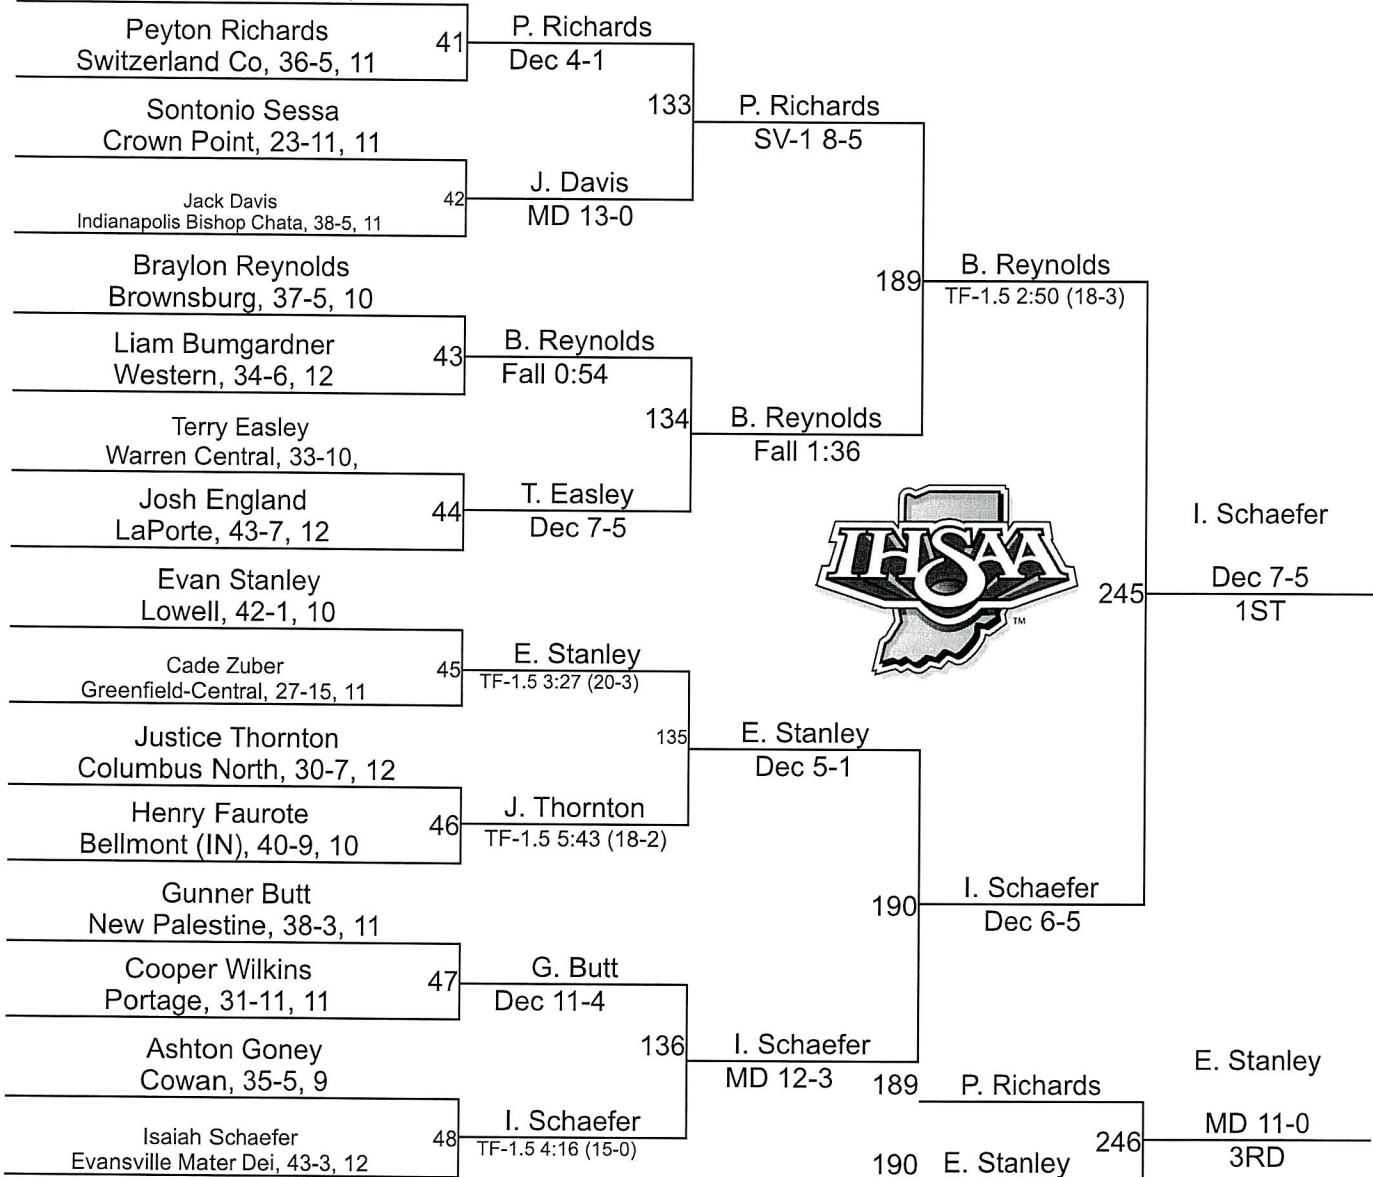 Peyton Richards
Switzerland Co, 36-5, 11
41
P. Richards
Dec 4-1
Sontonio Sessa
Crown Point, 23-11, 11
133
P. Richards
SV-1 8-5
Jack Davis
Indianapolis Bishop Chata, 38-5, 11
42
J. Davis
MD 13-0
Braylon Reynolds
Brownsburg, 37-5, 10
189
B. Reynolds
TF-1.5 2:50 (18-3)
Liam Bumgardner
Western, 34-6, 12
43
B. Reynolds
Fall 0:54
Terry Easley
Warren Central, 33-10,
134
B. Reynolds
Fall 1:36
Josh England
LaPorte, 43-7, 12
44
T. Easley
Dec 7-5
IHSAA
TM
I. Schaefer
245
Dec 7-5
1ST
Evan Stanley
Lowell, 42-1, 10
Cade Zuber
Greenfield-Central, 27-15, 11
45
E. Stanley
TF-1.5 3:27 (20-3)
Justice Thornton
Columbus North, 30-7, 12
135
E. Stanley
Dec 5-1
Henry Faurote
Bellmont (IN), 40-9, 10
46
J. Thornton
TF-1.5 5:43 (18-2)
Gunner Butt
New Palestine, 38-3, 11
190
I. Schaefer
Dec 6-5
Cooper Wilkins
Portage, 31-11, 11
47
G. Butt
Dec 11-4
Ashton Goney
Cowan, 35-5, 9
136
I. Schaefer
MD 12-3
Isaiah Schaefer
Evansville Mater Dei, 43-3, 12
48
I. Schaefer
TF-1.5 4:16 (15-0)
189
P. Richards
190
E. Stanley
246
E. Stanley
MD 11-0
3RD